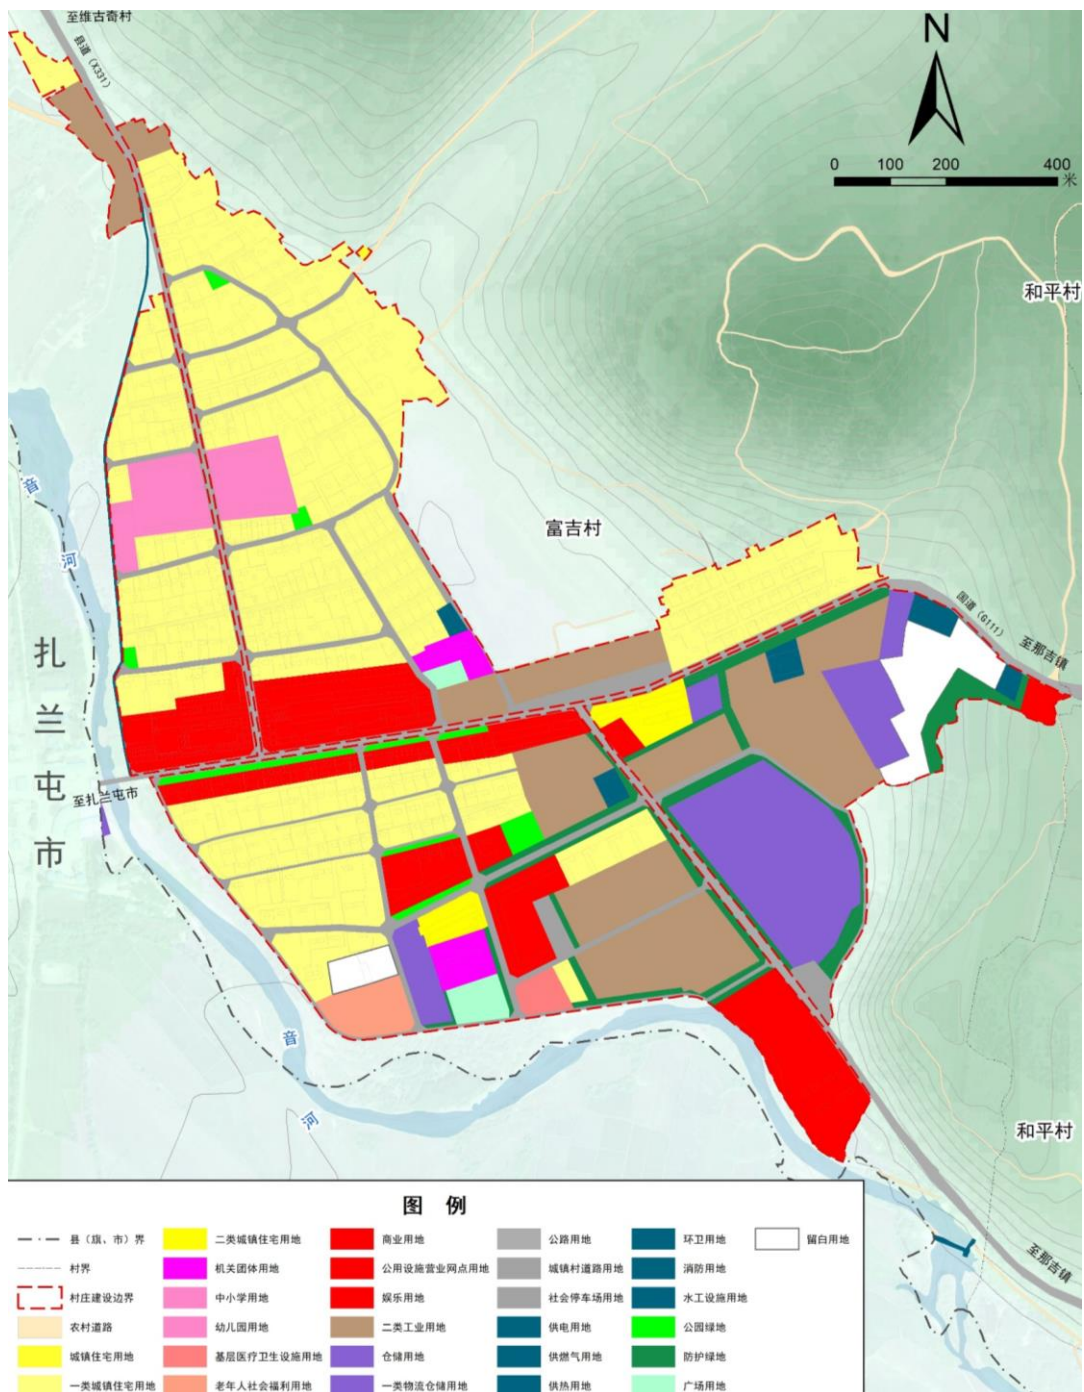 至维古奇村
县道（X331）
N
0 100 200 400
米
和平村
音
河
富吉村
国道（G111）
至那吉镇
扎兰屯市
至扎兰屯市
音
河
和平村
至那吉镇
图 例
县（旗、市）界
二类城镇住宅用地
商业用地
公路用地
环卫用地
留白用地
村界
机关团体用地
公用设施营业网点用地
城镇村道路用地
消防用地
村庄建设边界
中小学用地
娱乐用地
社会停车场用地
水工设施用地
农村道路
幼儿园用地
二类工业用地
供电用地
公园绿地
城镇住宅用地
基层医疗卫生设施用地
仓储用地
供燃气用地
防护绿地
一类城镇住宅用地
老年人社会福利用地
一类物流仓储用地
供热用地
广场用地